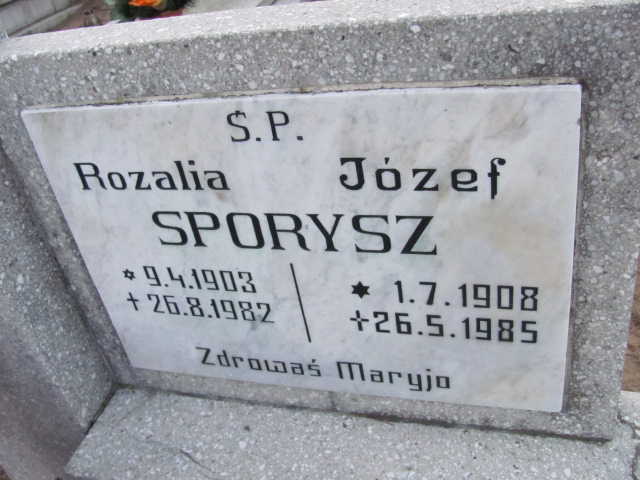 Ś.P.
Rozalia Józef
SPORYSZ
✡ 9.4.1903 ★ 1.7.1908
+ 26.8.1982 +26.5.1985
Zdrowaś Maryjo